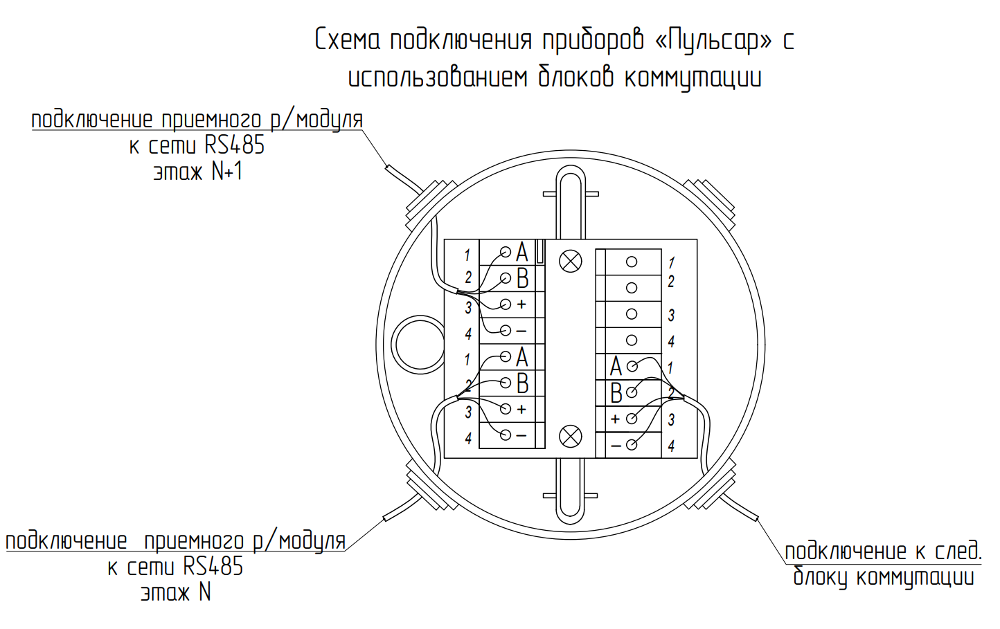 Схема подключения приборов «Пульсар» с
использованием блоков коммутации
подключение приемного р/модуля
к сети RS485
этаж N+1
1 A
2 B
3 +
4 –
1 A
2 B
3 +
4 –
1
2
3
4
A 1
B 2
+ 3
– 4
подключение приемного р/модуля
к сети RS485
этаж N
подключение к след.
блоку коммутации